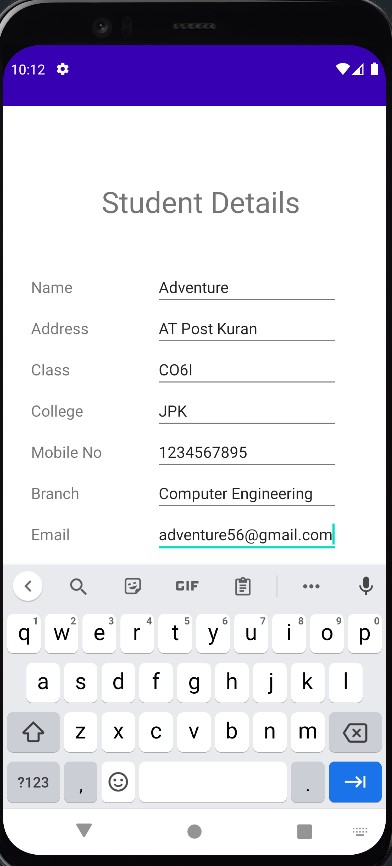 10:12
Student Details
Name Adventure
Address AT Post Kuran
Class CO6I
College JPK
Mobile No 1234567895
Branch Computer Engineering
Email adventure56@gmail.com
GIF
q1 w2 e3 r4 t5 y6 u7 i8 o9 p0
a s d f g h j k l
z x c v b n m
?123 , .